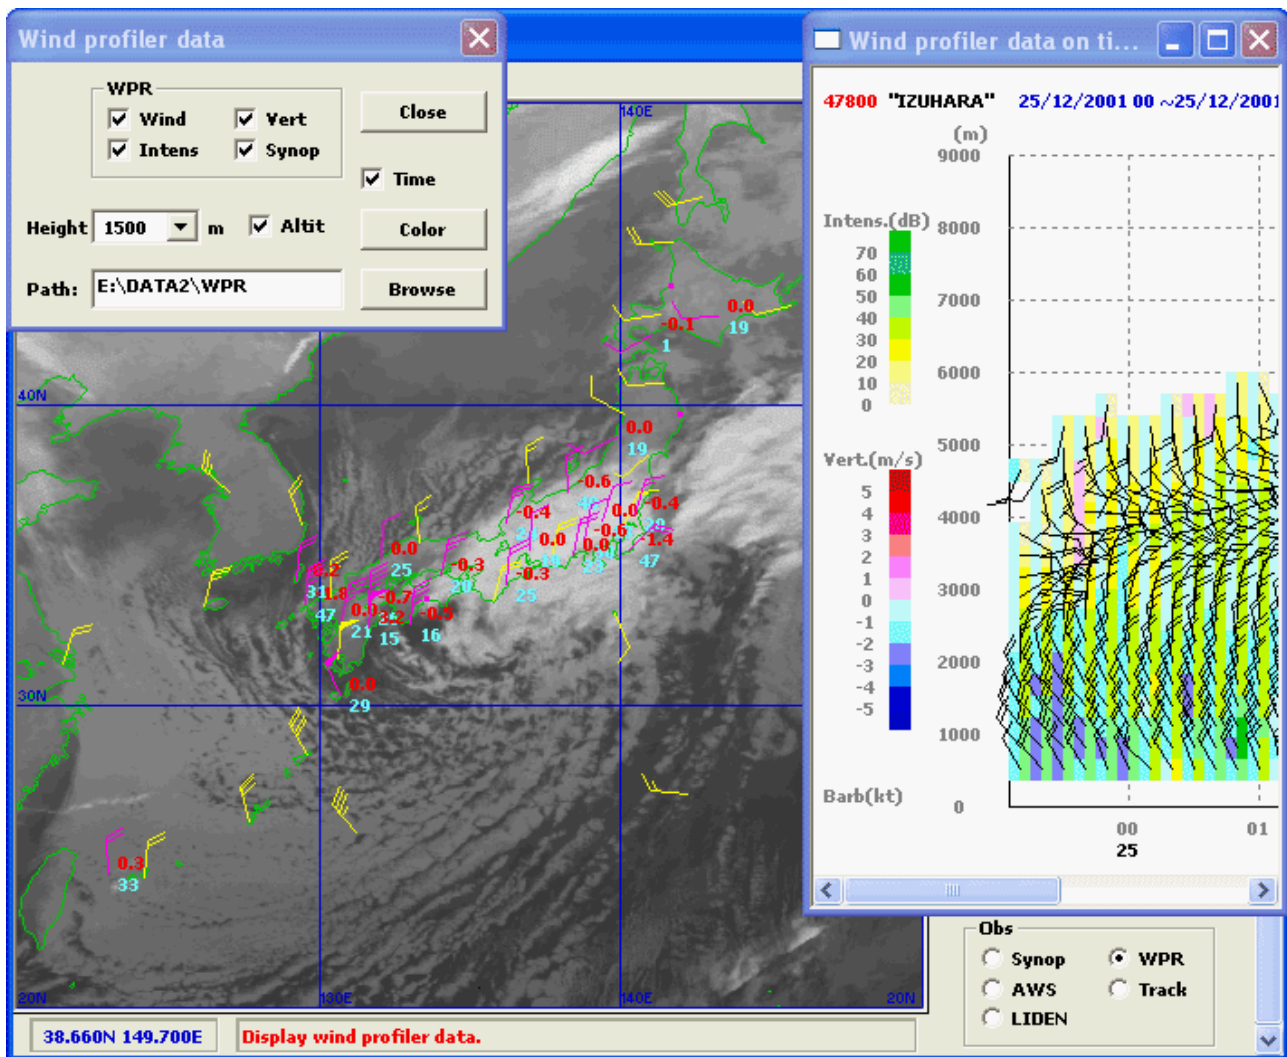 Wind profiler data
WPR
Wind Vert
Intens Synop
Close
Time
Height 1500 m Altit
Color
Path: E:\DATA2\WPR
Browse
140E
40N
30N
20N
130E
140E
20N
0.0
19
-0.1
1
0.0
19
-0.6
-0.4
0.0
-0.4
-0.6
0.0
0.0
-1.4
47
0.0
25
-0.3
20
-0.3
25
31
47
0.0
21
-0.7
3.2
15
-0.5
16
0.0
29
0.3
33
38.660N 149.700E
Display wind profiler data.
Wind profiler data on ti...
47800 "IZUHARA" 25/12/2001 00 ~25/12/2001
(m)
9000
8000
7000
6000
5000
4000
3000
2000
1000
0
Intens.(dB)
70
60
50
40
30
20
10
0
Vert.(m/s)
5
4
3
2
1
0
-1
-2
-3
-4
-5
Barb(kt)
00 01
25
Obs
Synop WPR
AWS Track
LIDEN